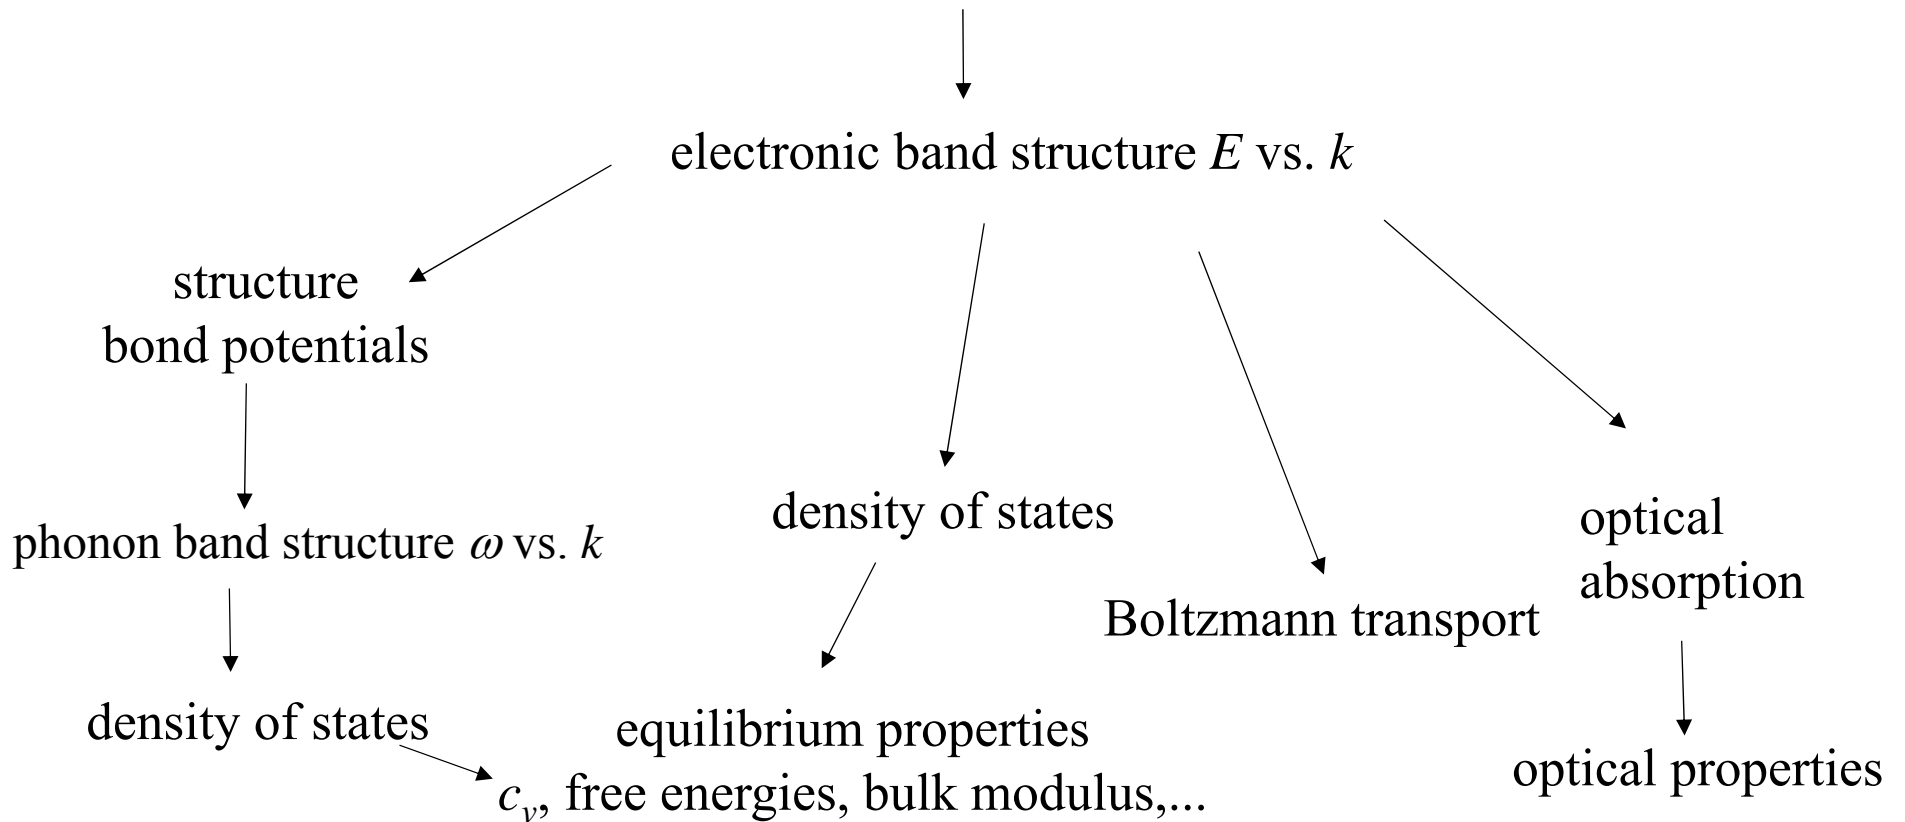 electronic band structure E vs. k
structure
bond potentials
phonon band structure ω vs. k
density of states
density of states
equilibrium properties
cv, free energies, bulk modulus,...
Boltzmann transport
optical
absorption
optical properties